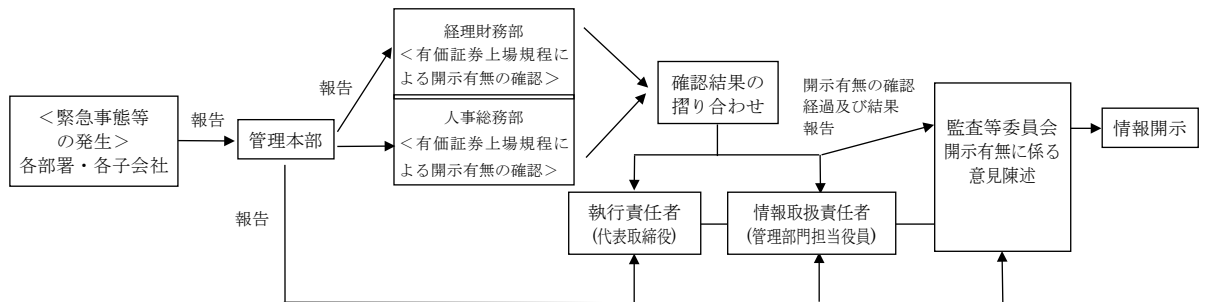 ＜緊急事態等
の発生＞
各部署・各子会社
報告
管理本部
報告
報告
経理財務部
＜有価証券上場規程に
よる開示有無の確認＞
人事総務部
＜有価証券上場規程に
よる開示有無の確認＞
確認結果の
摺り合わせ
開示有無の確認
経過及び結果
報告
執行責任者
(代表取締役)
情報取扱責任者
(管理部門担当役員)
監査等委員会
開示有無に係る
意見陳述
情報開示